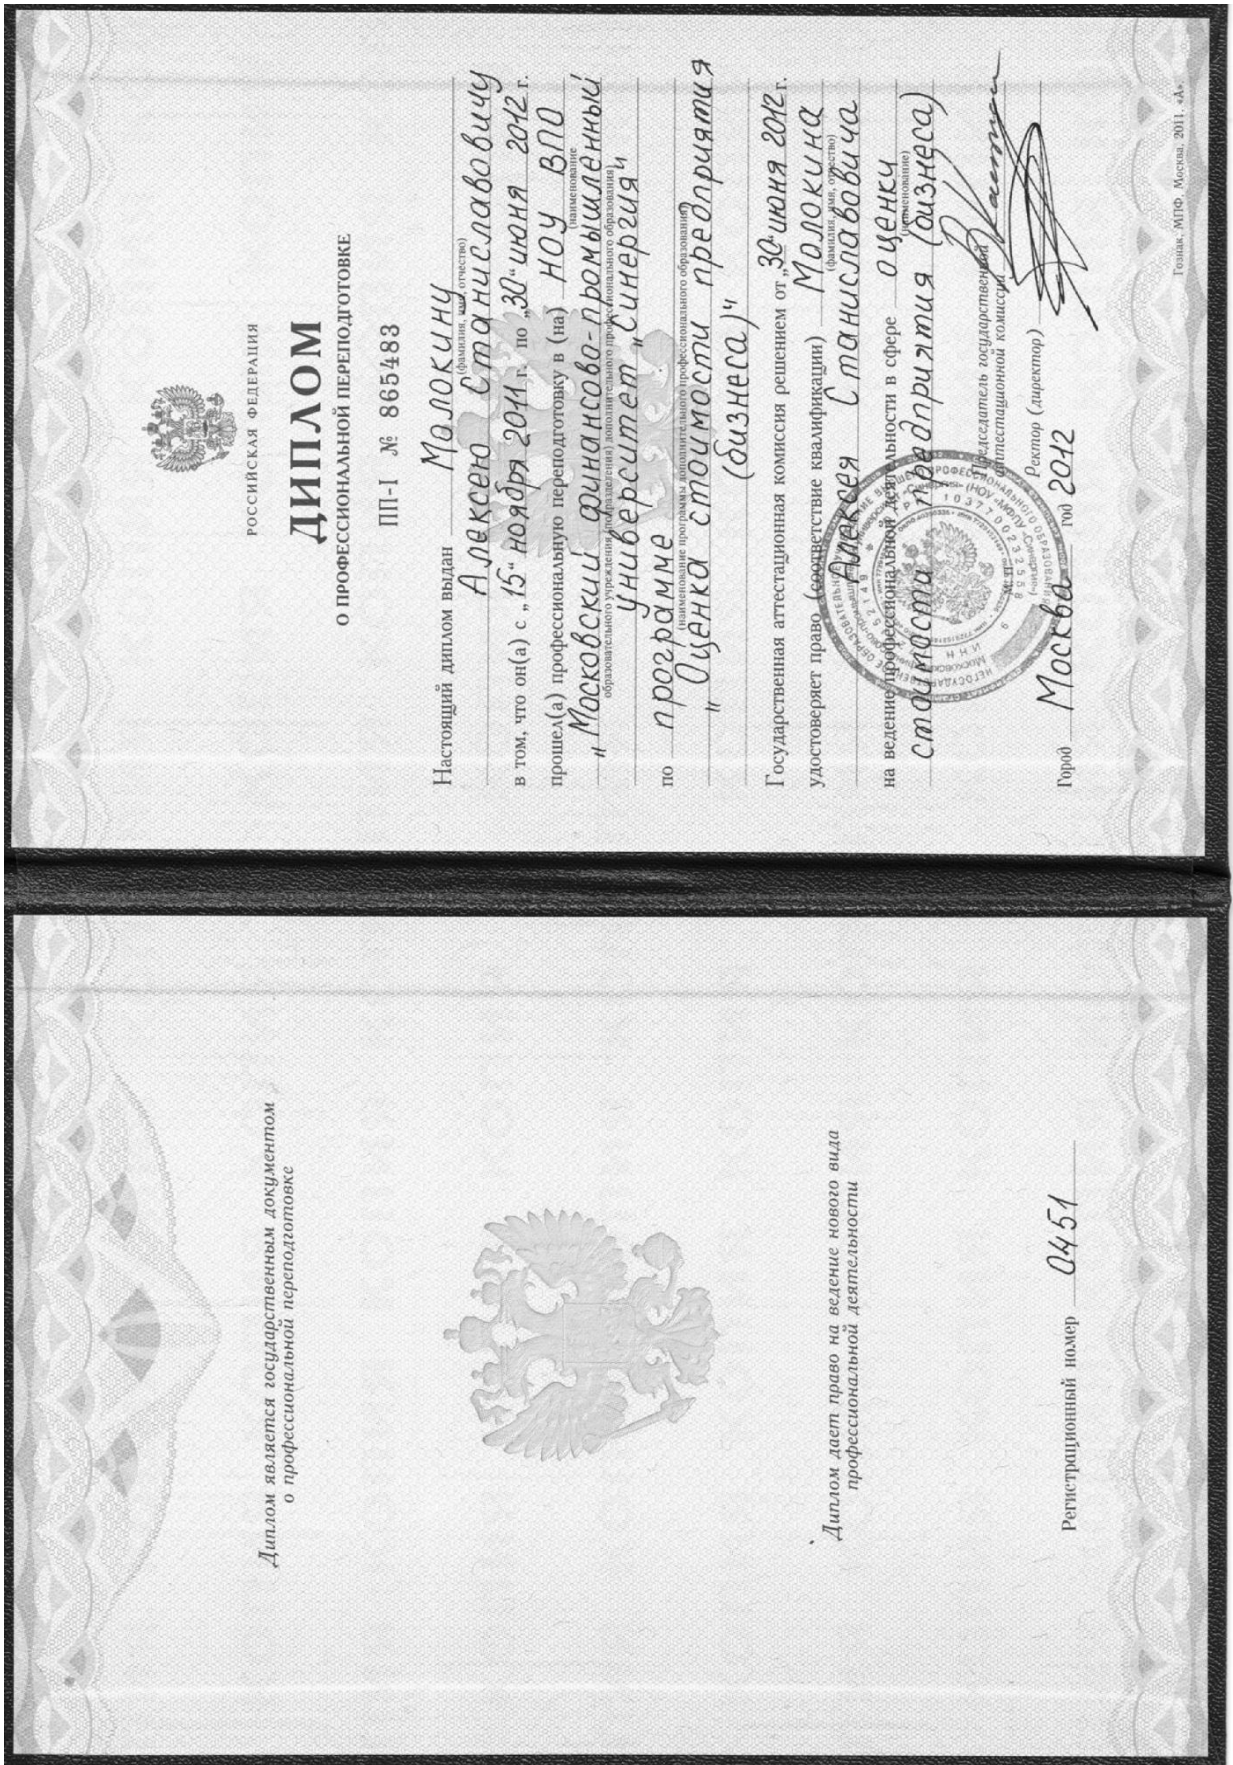 Диплом является государственным документом
о профессиональной переподготовке
Диплом дает право на ведение нового вида
профессиональной деятельности
Регистрационный номер 0451
РОССИЙСКАЯ ФЕДЕРАЦИЯ
ДИПЛОМ
О ПРОФЕССИОНАЛЬНОЙ ПЕРЕПОДГОТОВКЕ
ПП-I № 865483
Настоящий диплом выдан Молокину
(фамилия, имя, отчество)
Алексею Станиславовичу
в том, что он(а) с „15“ ноября 2011 г. по „30“ июня 2012 г.
прошел(а) профессиональную переподготовку в (на) НОУ ВПО
(наименование
„Московский финансово-промышленный
образовательного учреждения (подразделения) дополнительного профессионального образования)
университет „Синергия“
по программе
(наименование программы дополнительного профессионального образования)
„Оценка стоимости предприятия
(бизнеса)“
Государственная аттестационная комиссия решением от „30“ июня 2012 г.
удостоверяет право (соответствие квалификации) Молокина
(фамилия, имя, отчество)
Алексея Станиславовича
на ведение профессиональной деятельности в сфере оценки
(наименование)
стоимости предприятия (бизнеса)
Председатель государственной
аттестационной комиссии
Ректор (директор)
М.П.
Город Москва год 2012
Гознак, МПФ, Москва, 2011, «А»